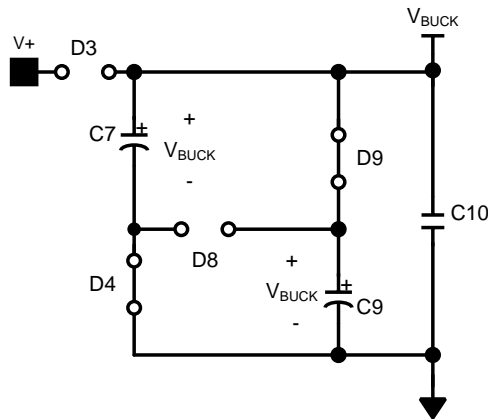 V+
D3
VBUCK
C7
+
+
VBUCK
-
D9
C10
D8
D4
+
VBUCK
-
+
C9